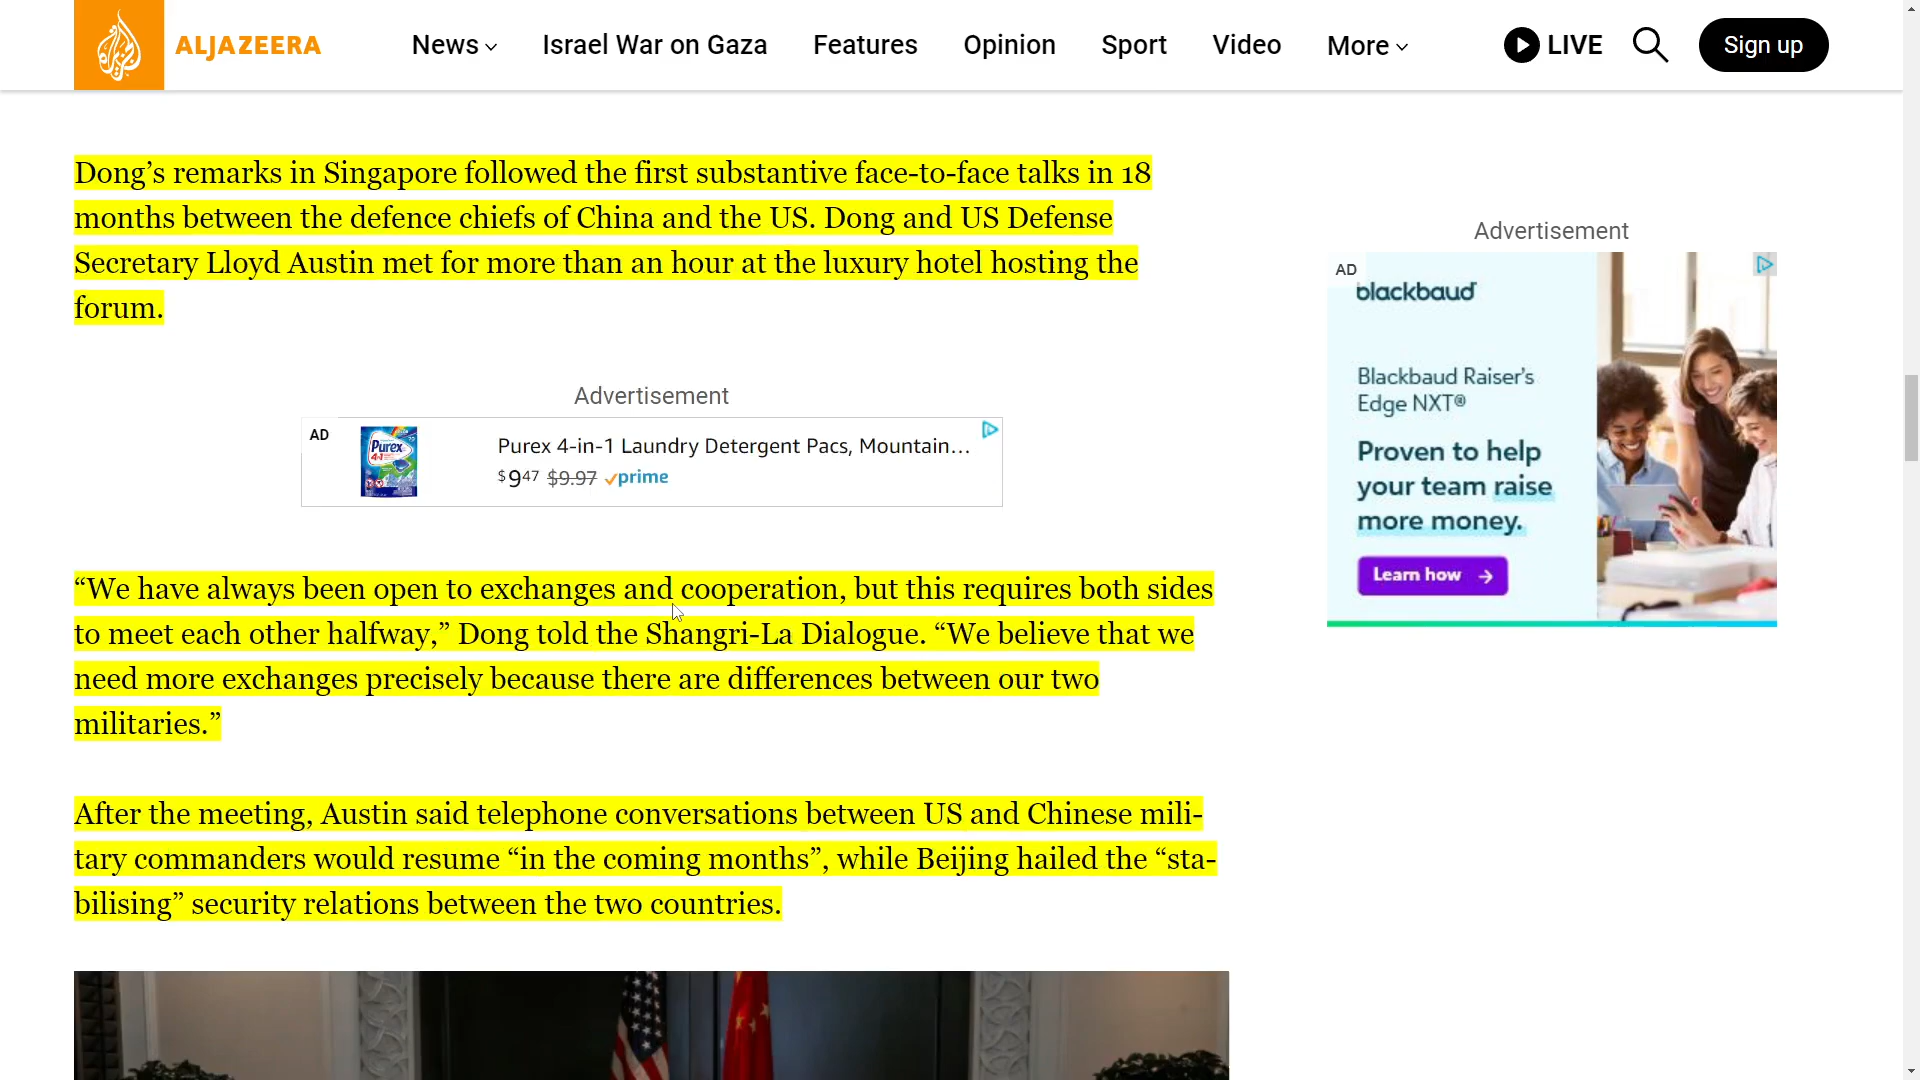 ALJAZEERA
News
Israel War on Gaza
Features
Opinion
Sport
Video
More
LIVE
Sign up
Dong’s remarks in Singapore followed the first substantive face-to-face talks in 18
months between the defence chiefs of China and the US. Dong and US Defense
Secretary Lloyd Austin met for more than an hour at the luxury hotel hosting the
forum.
Advertisement
AD
Purex
4in1
Purex 4-in-1 Laundry Detergent Pacs, Mountain...
$9 47 $9.97 prime
“We have always been open to exchanges and cooperation, but this requires both sides
to meet each other halfway,” Dong told the Shangri-La Dialogue. “We believe that we
need more exchanges precisely because there are differences between our two
militaries.”
After the meeting, Austin said telephone conversations between US and Chinese mili-
tary commanders would resume “in the coming months”, while Beijing hailed the “sta-
bilising” security relations between the two countries.
Advertisement
AD
blackbaud
Blackbaud Raiser's
Edge NXT®
Proven to help
your team raise
more money.
Learn how →